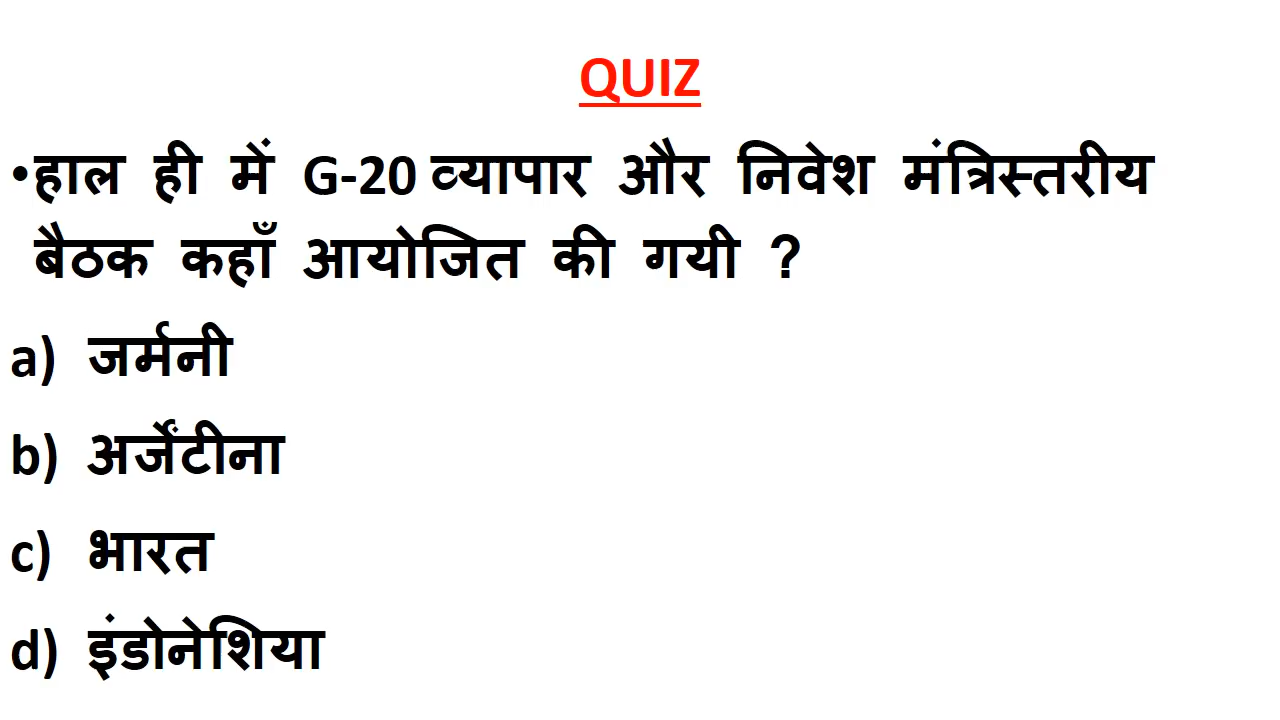 QUIZ
•हाल ही में G-20 व्यापार और निवेश मंत्रिस्तरीय
बैठक कहाँ आयोजित की गयी ?
a) जर्मनी
b) अर्जेंटीना
c) भारत
d) इंडोनेशिया